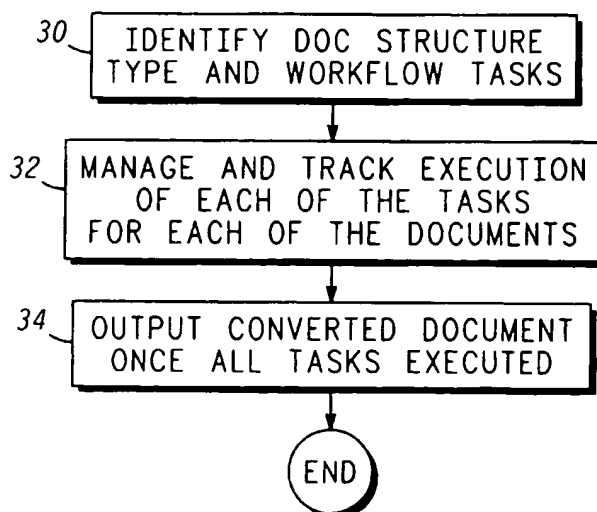 30
IDENTIFY DOC STRUCTURE
TYPE AND WORKFLOW TASKS
32
MANAGE AND TRACK EXECUTION
OF EACH OF THE TASKS
FOR EACH OF THE DOCUMENTS
34
OUTPUT CONVERTED DOCUMENT
ONCE ALL TASKS EXECUTED
END